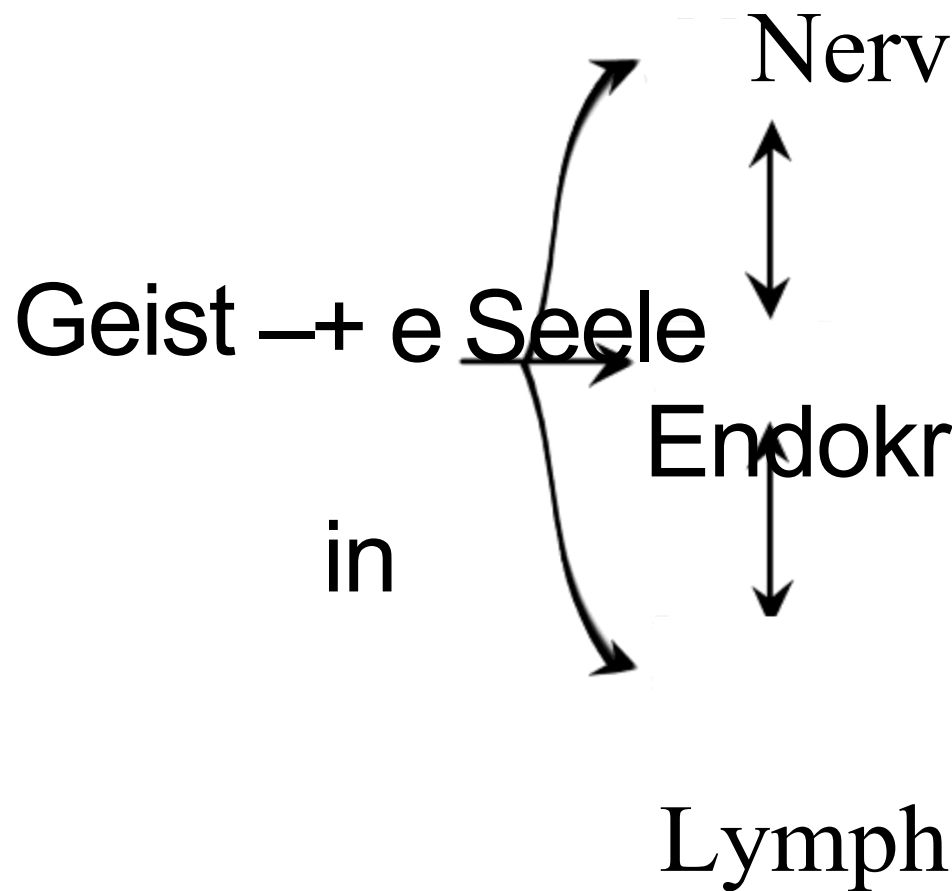 Nerv
Geist –+ e Seele
Endokr
in
Lymph